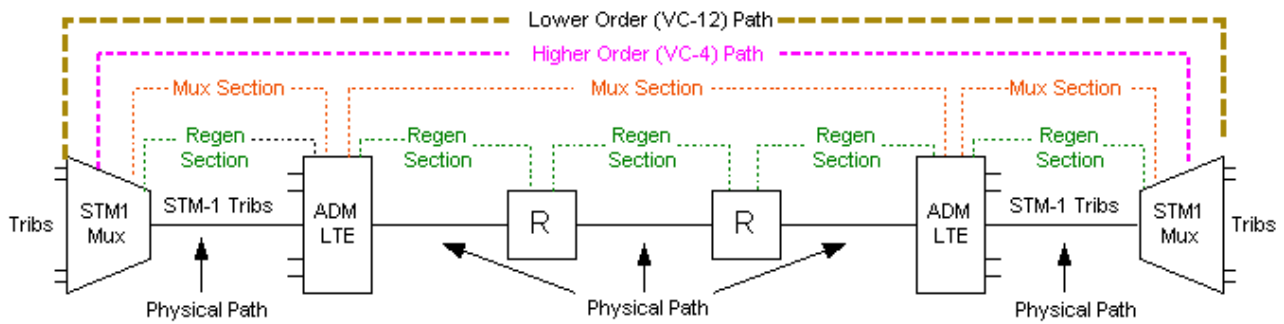 Lower Order (VC-12) Path
Higher Order (VC-4) Path
Mux Section
Mux Section
Mux Section
Regen
Section
Regen
Section
Regen
Section
Regen
Section
Regen
Section
Tribs
STM1
Mux
STM-1 Tribs
ADM
LTE
R
R
ADM
LTE
STM-1 Tribs
STM1
Mux
Tribs
Physical Path
Physical Path
Physical Path